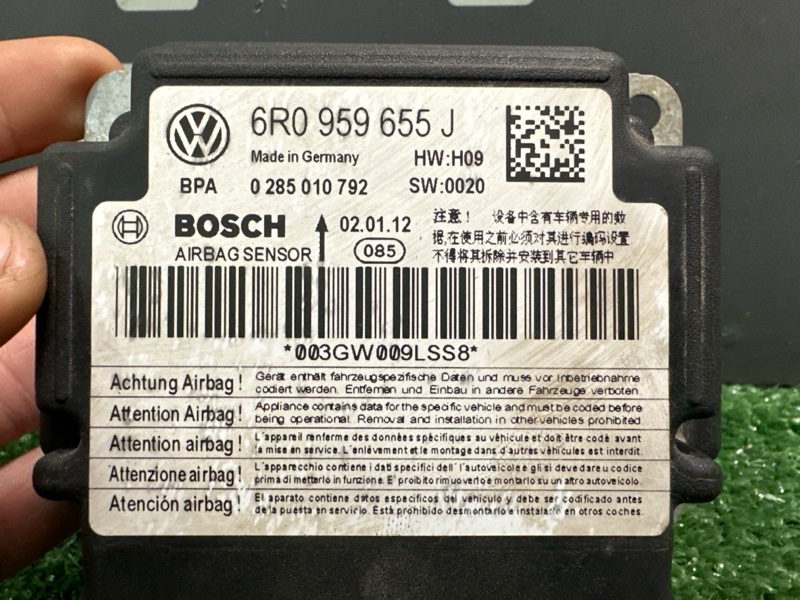 6R0 959 655 J
Made in Germany HW:H09
BPA 0 285 010 792 SW:0020
BOSCH
AIRBAG SENSOR
02.01.12
085
注意！ 设备中含有车辆专用的数
据,在使用之前必须对其进行编码设置.
不得将其拆除并安装到其它车辆中
*003GW009LSS8*
Achtung Airbag! Gerät enthält fahrzeugspezifische Daten und muss vor Inbetriebnahme
codiert werden. Entfernen und Einbau in andere Fahrzeuge verboten.
Attention Airbag! Appliance contains data for the specific vehicle and must be coded before
being operational. Removal and installation in other vehicles prohibited.
Attention airbag! L'appareil renferme des données spécifiques au véhicule et doit être codé avant
la mise en service. L'enlèvement et le montage dans d'autres véhicules est interdit.
Attenzione airbag! L'apparecchio contiene i dati specifici dell' l'autoveicolo e gli si deve dare u codice
prima di metterlo in funzione. E' proibito rimuoverlo e montarlo su un altro autoveicolo.
Atención airbag! El aparato contiene datos específicos del vehículo y debe ser codificado antes
de la puesta en servicio. Está prohibido desmontarlo e instalarlo en otros coches.